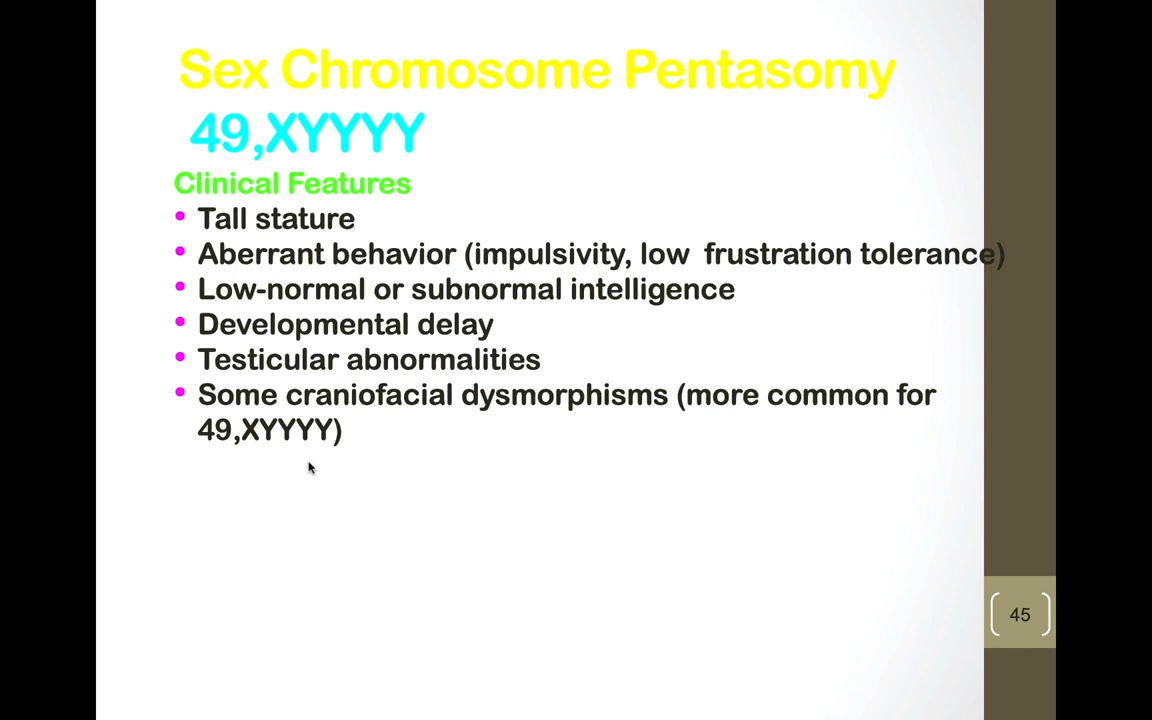 Sex Chromosome Pentasomy
49,XYYYY
Clinical Features
• Tall stature
• Aberrant behavior (impulsivity, low  frustration tolerance)
• Low-normal or subnormal intelligence
• Developmental delay
• Testicular abnormalities
• Some craniofacial dysmorphisms (more common for
49,XYYYY)
45